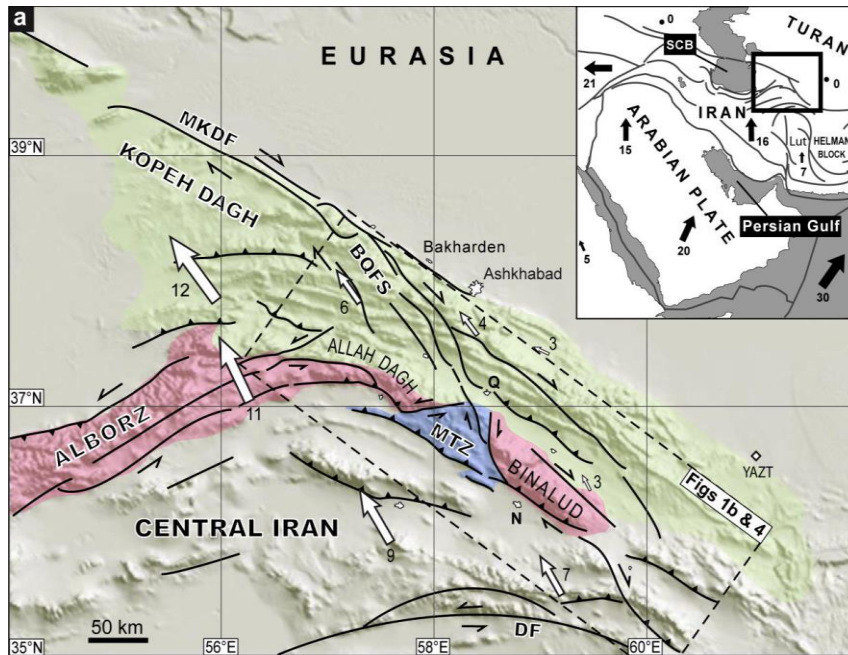 a
EURASIA
MKDF
39°N
KOPEH DAGH
BQFS
Bakharden
Ashkhabad
12
6
4
3
ALLAH DAGH
37°N
Q
11
ALBORZ
MTZ
BINALUD
3
YAZT
Figs 1b & 4
N
CENTRAL IRAN
9
7
50 km
DF
35°N
56°E
58°E
60°E
TURAN
0
SCB
0
21
IRAN
15
16
ARABIAN PLATE
Lut
HELMAN
BLOCK
7
Persian Gulf
5
20
30